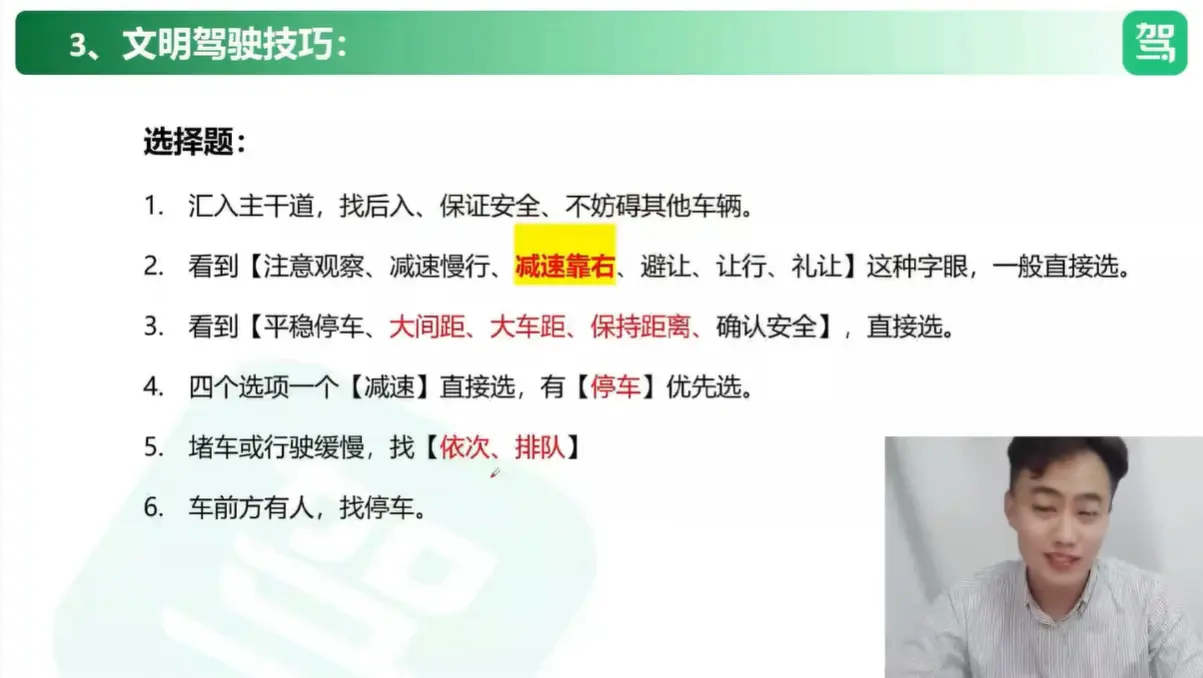 3、文明驾驶技巧：
驾
选择题：
1. 汇入主干道，找后入、保证安全、不妨碍其他车辆。
2. 看到【注意观察、减速慢行、减速靠右、避让、让行、礼让】这种字眼，一般直接选。
3. 看到【平稳停车、大间距、大车距、保持距离、确认安全】，直接选。
4. 四个选项一个【减速】直接选，有【停车】优先选。
5. 堵车或行驶缓慢，找【依次、排队】
6. 车前方有人，找停车。
驾